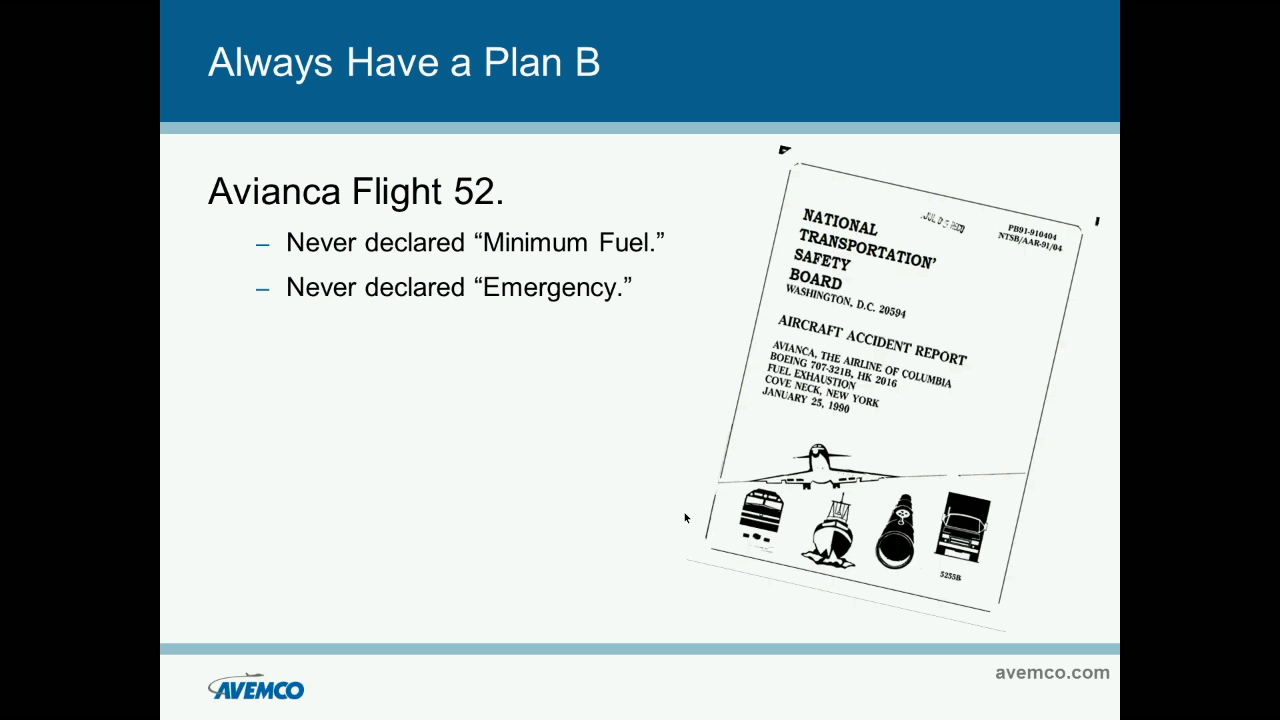 Always Have a Plan B
Avianca Flight 52.
– Never declared “Minimum Fuel.”
– Never declared “Emergency.”
NATIONAL
TRANSPORTATION
SAFETY
BOARD
WASHINGTON, D.C. 20594
PB91-910404
NTSB/AAR-91/04
AIRCRAFT ACCIDENT REPORT
AVIANCA, THE AIRLINE OF COLUMBIA
BOEING 707-321B, HK 2016
FUEL EXHAUSTION
COVE NECK, NEW YORK
JANUARY 25, 1990
5255B
AVEMCO
avemco.com